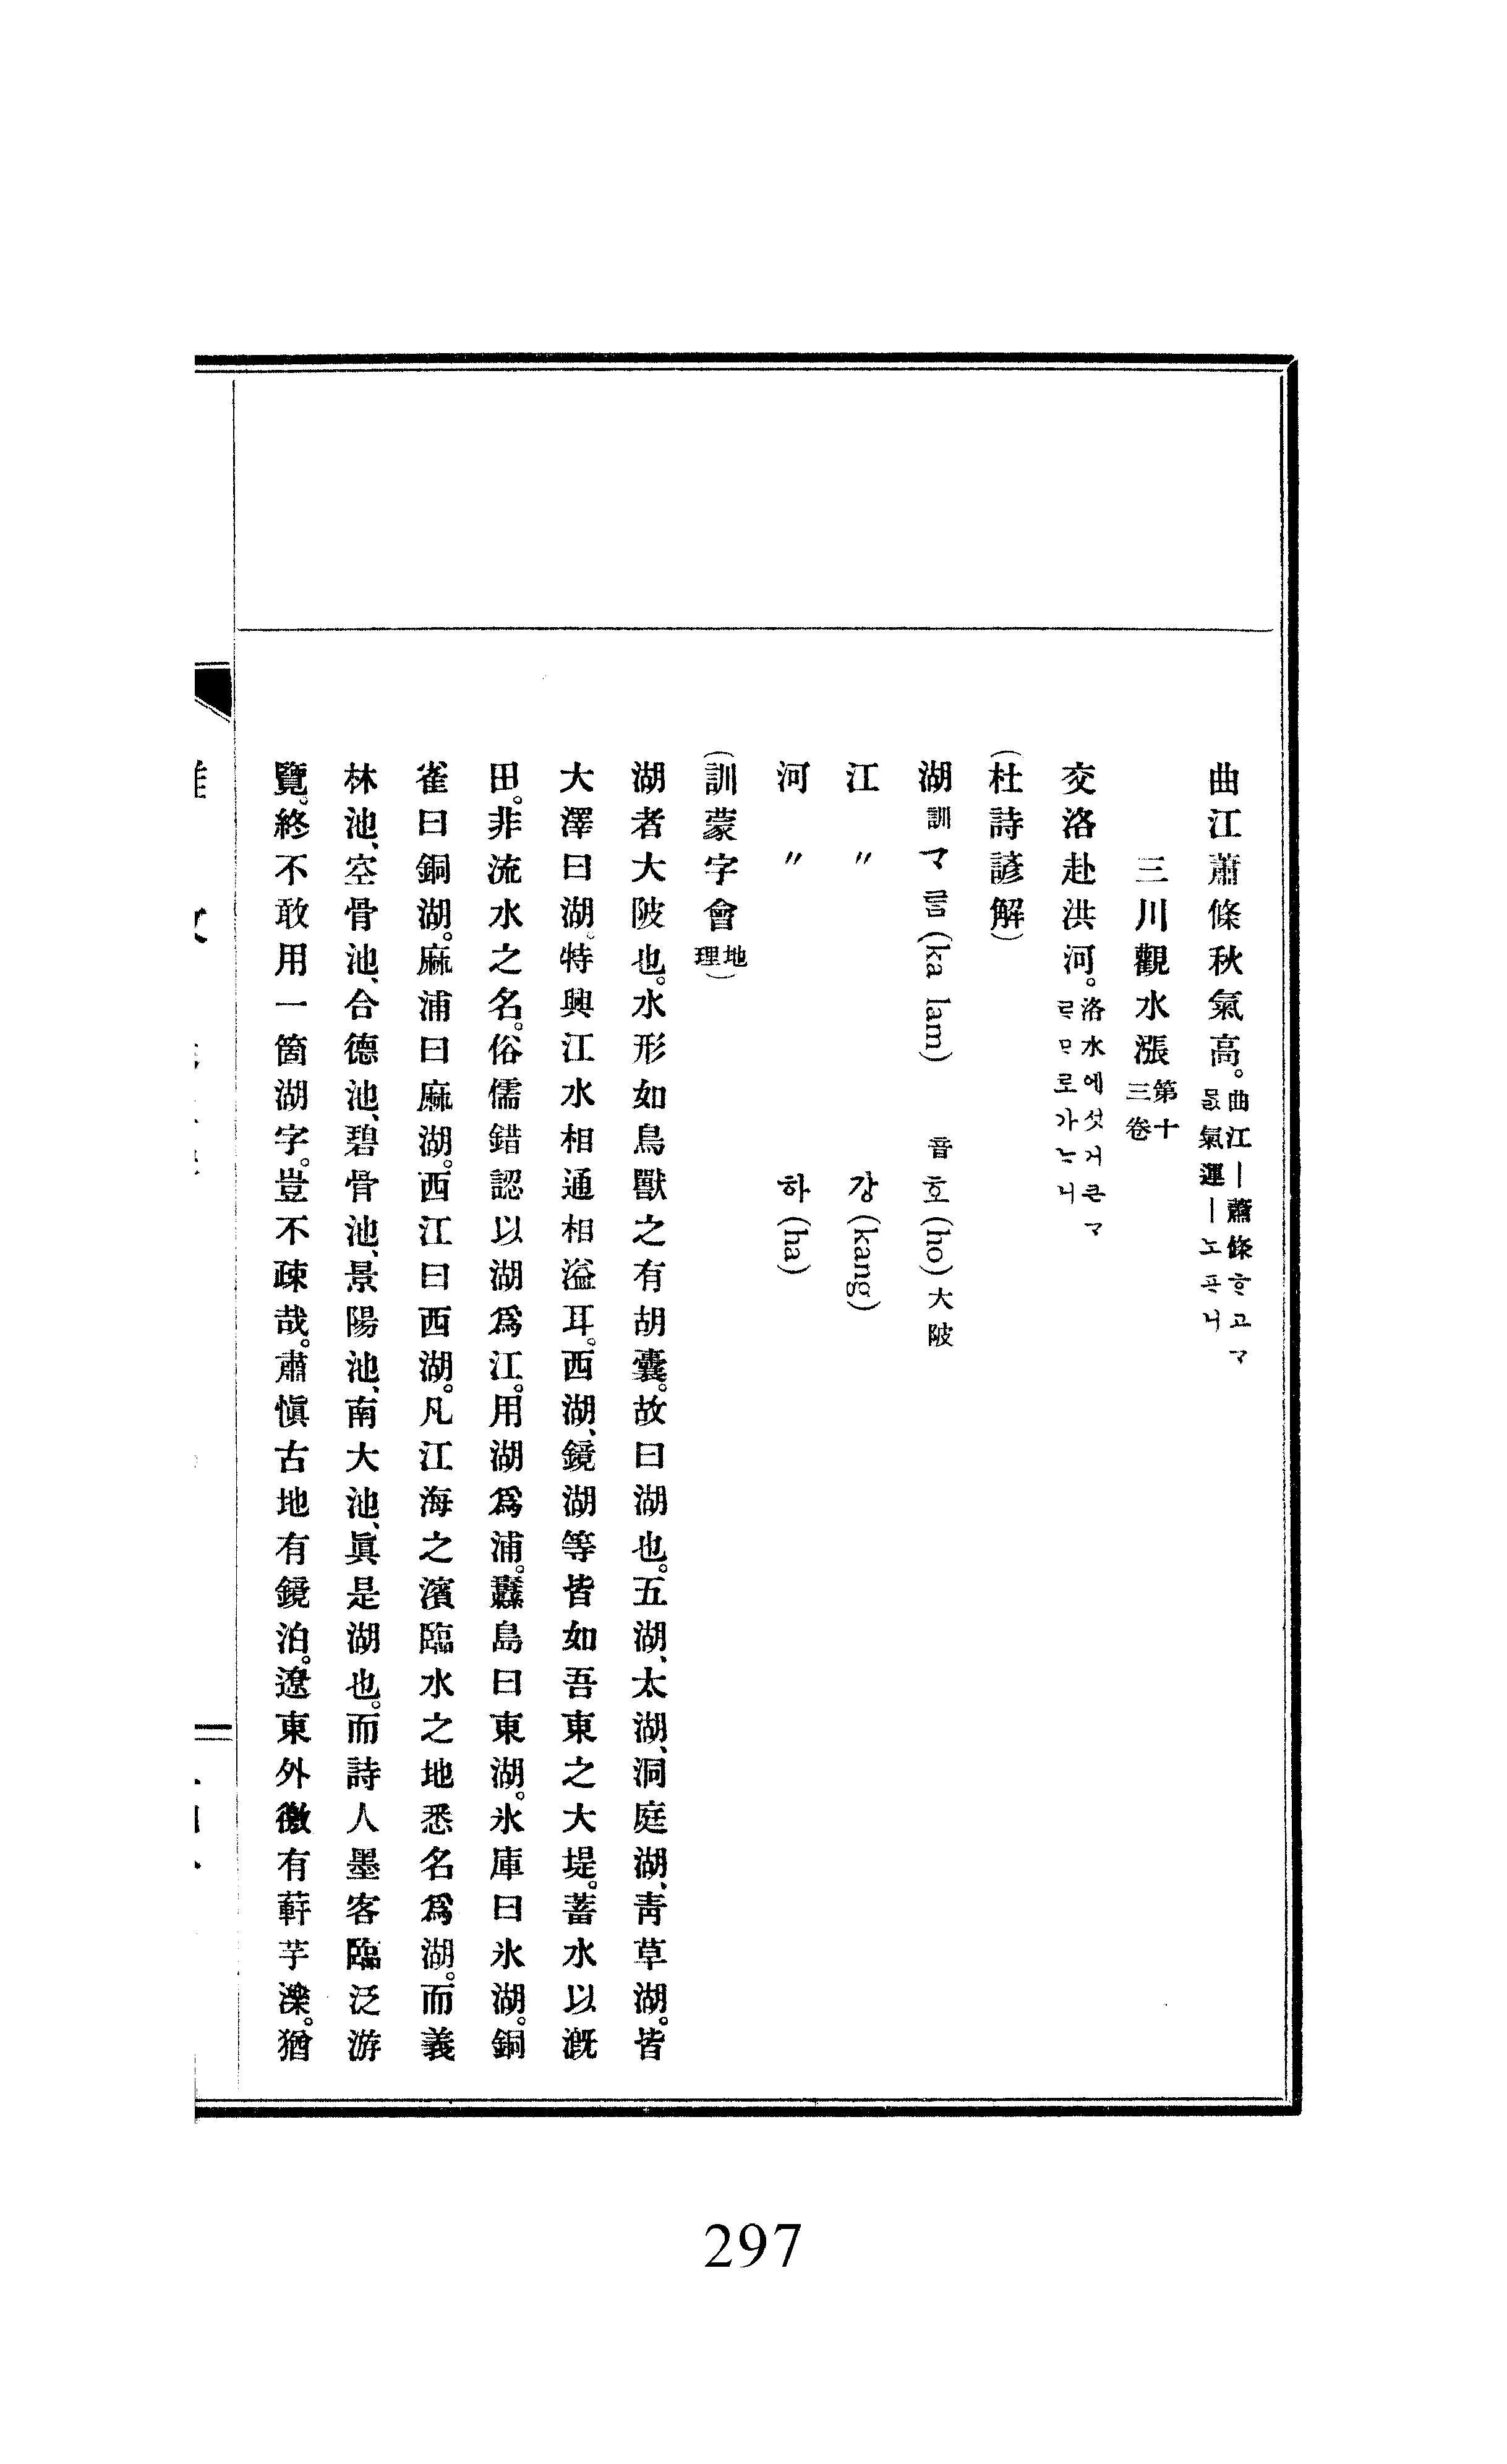 曲江蕭條秋氣高。曲江ㅣ蕭條ᄒᆞ고ᄀᆞ
ᄋᆞᆳ氣運ㅣ노ᄑᆞ니
三川觀水漲第十
三卷
交洛赴洪河。洛水에섯거큰ᄀᆞ
ᄅᆞᄆᆞ로가ᄂᆞ니
(杜詩諺解)
湖訓ᄀᆞ름(ka lam) 音호(ho)大陂
江 〃 강(kang)
河 〃 하(ha)
(訓蒙字會地
理)
湖者大陂也。水形如鳥獸之有胡囊。故曰湖也。五湖、太湖、洞庭湖、靑草湖。皆
大澤曰湖。特興江水相通相溢耳。西湖、鏡湖等皆如吾東之大堤。蓄水以漑
田。非流水之名。俗儒錯認以湖爲江。用湖爲浦。纛島曰東湖。氷庫曰氷湖。銅
雀曰銅湖。麻浦曰麻湖。西江曰西湖。凡江海之濱臨水之地悉名爲湖。而義
林池、空骨池、合德池、碧骨池、景陽池、南大池、眞是湖也。而詩人墨客臨泛游
覽。終不敢用一箇湖字。豈不疎哉。肅愼古地有鏡泊。遼東外徼有蓒芋濼。猶
297